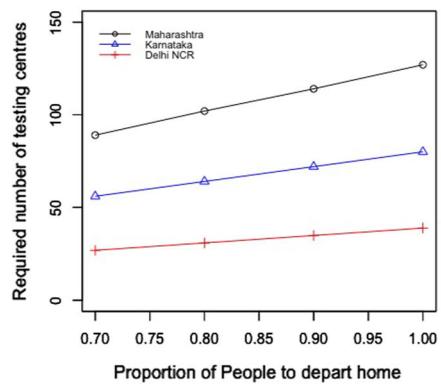 Required number of testing centres
150
100
50
0
Maharashtra
Karnataka
Delhi NCR
0.70 0.75 0.80 0.85 0.90 0.95 1.00
Proportion of People to depart home